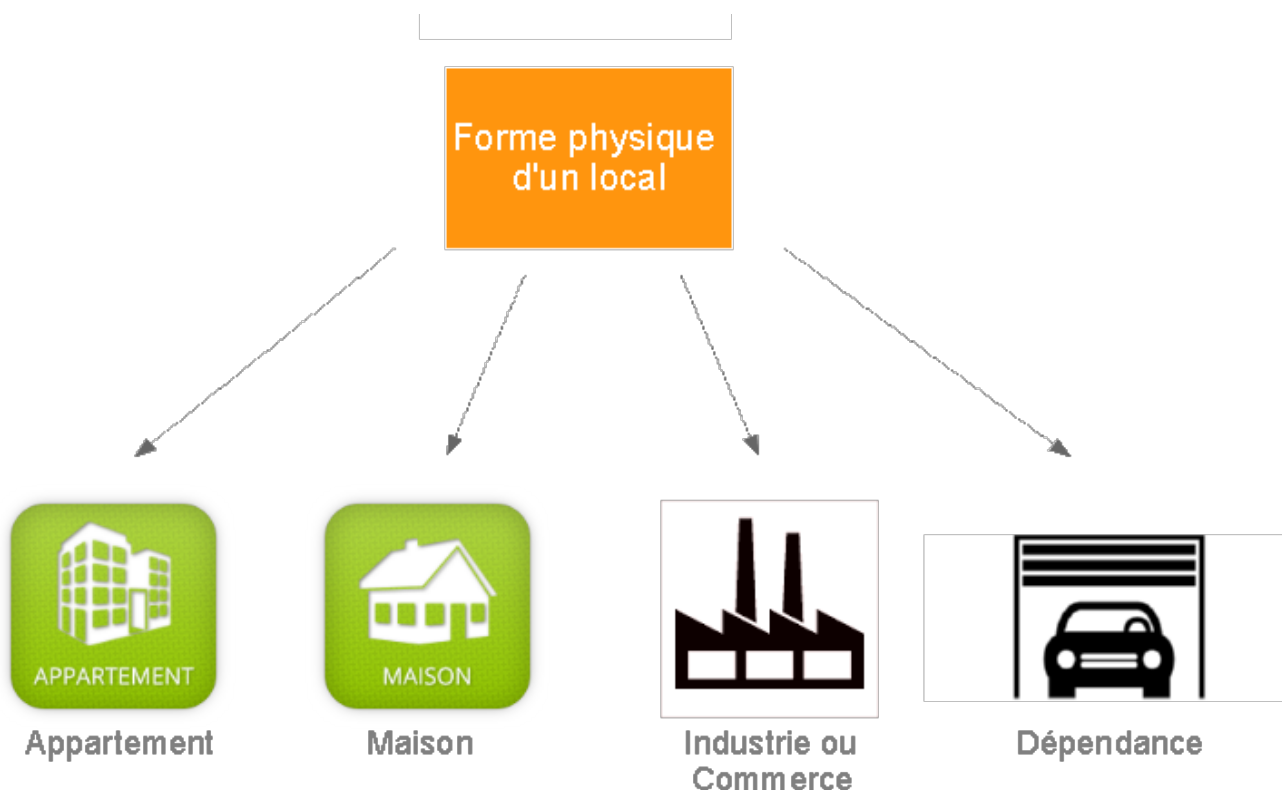 Forme physique
d'un local
APPARTEMENT
MAISON
Appartement
Maison
Industrie ou
Commerce
Dépendance